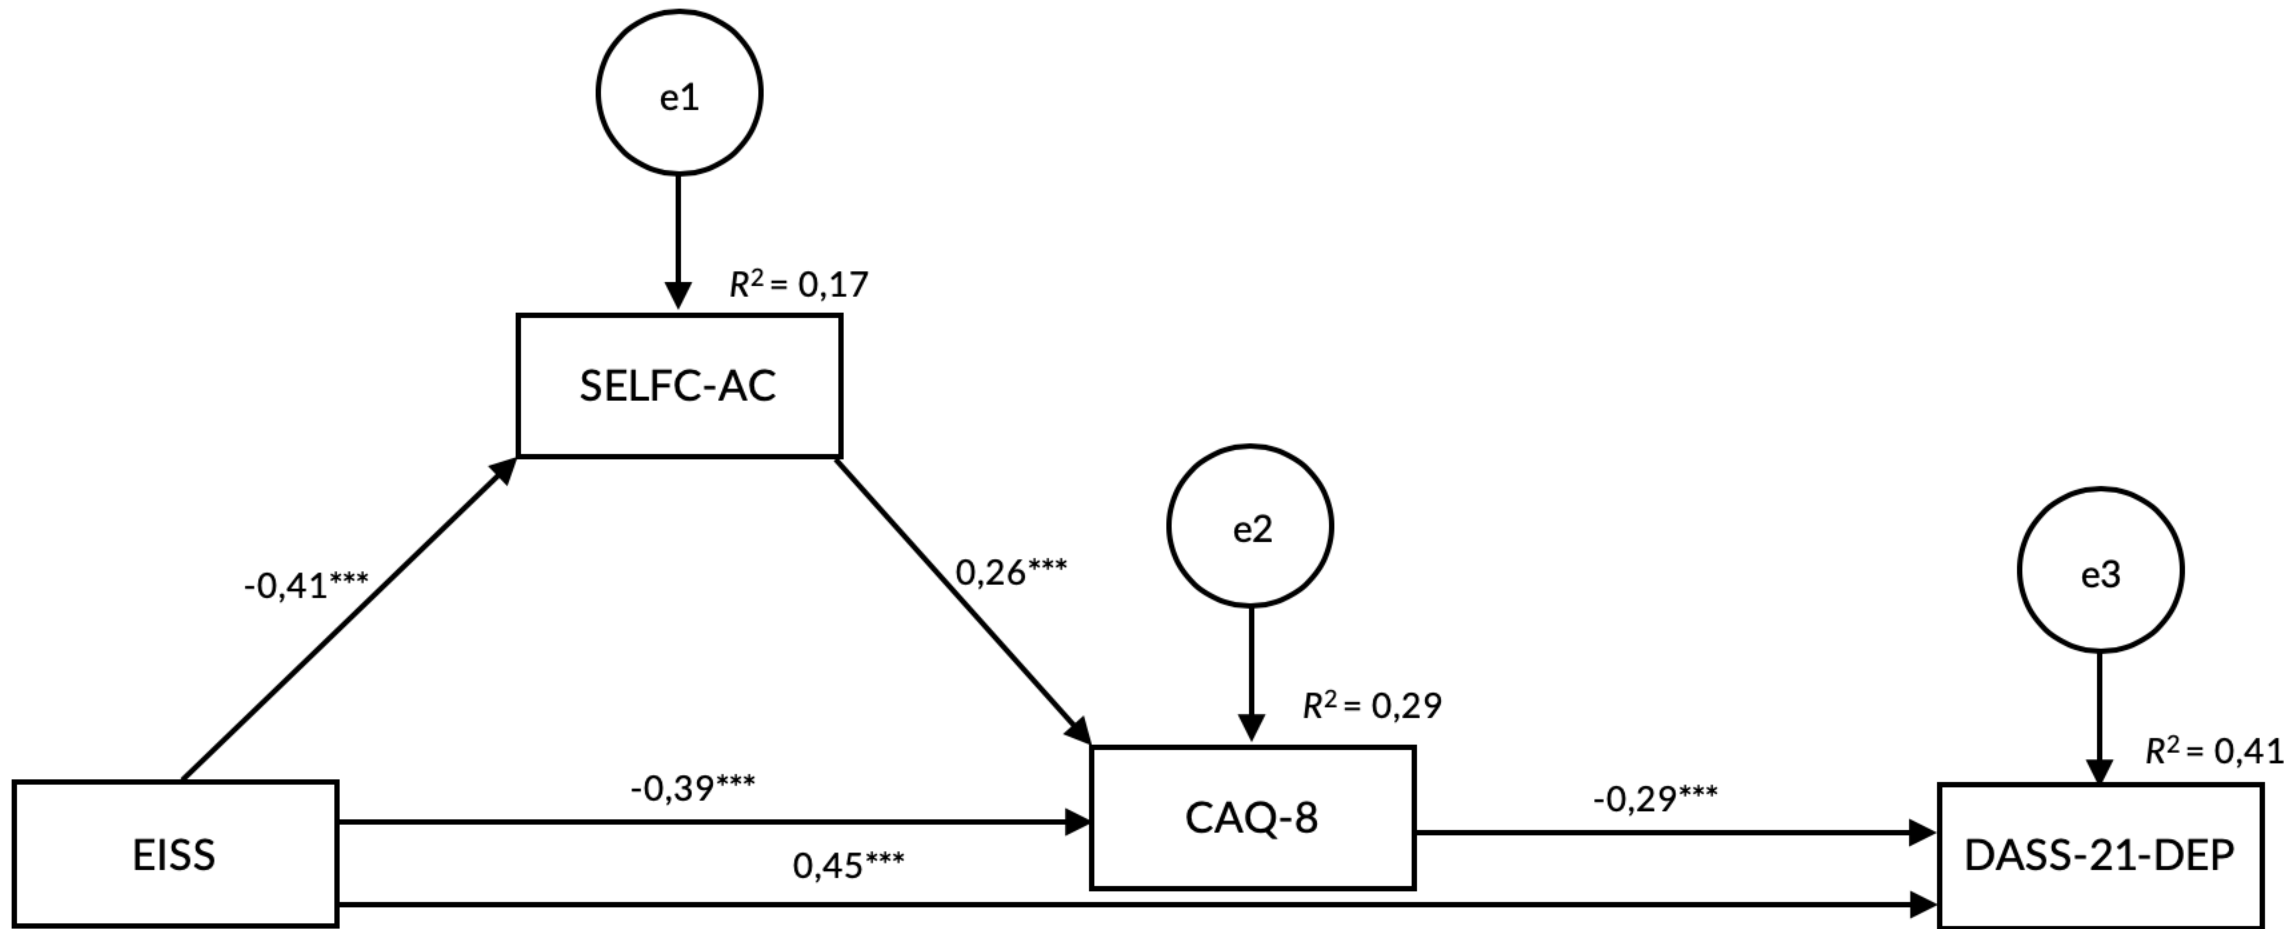 e1
R² = 0,17
SELFC-AC
e2
0,26***
-0,41***
e3
R² = 0,29
R² = 0,41
-0,39***
-0,29***
CAQ-8
EISS
0,45***
DASS-21-DEP